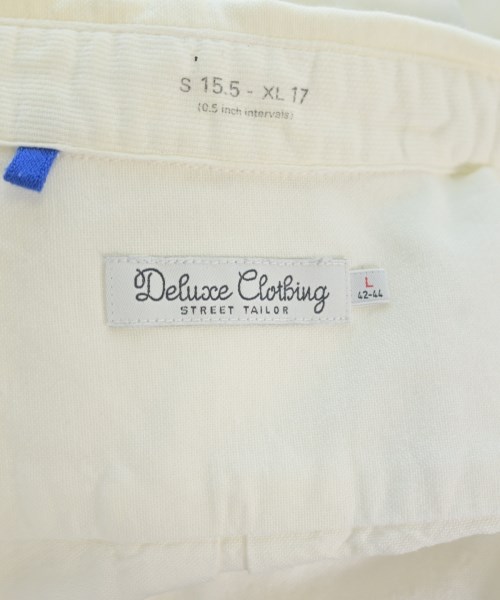 S 15.5 - XL 17
(0.5 inch intervals)
Deluxe Clothing
STREET TAILOR
L
42-44